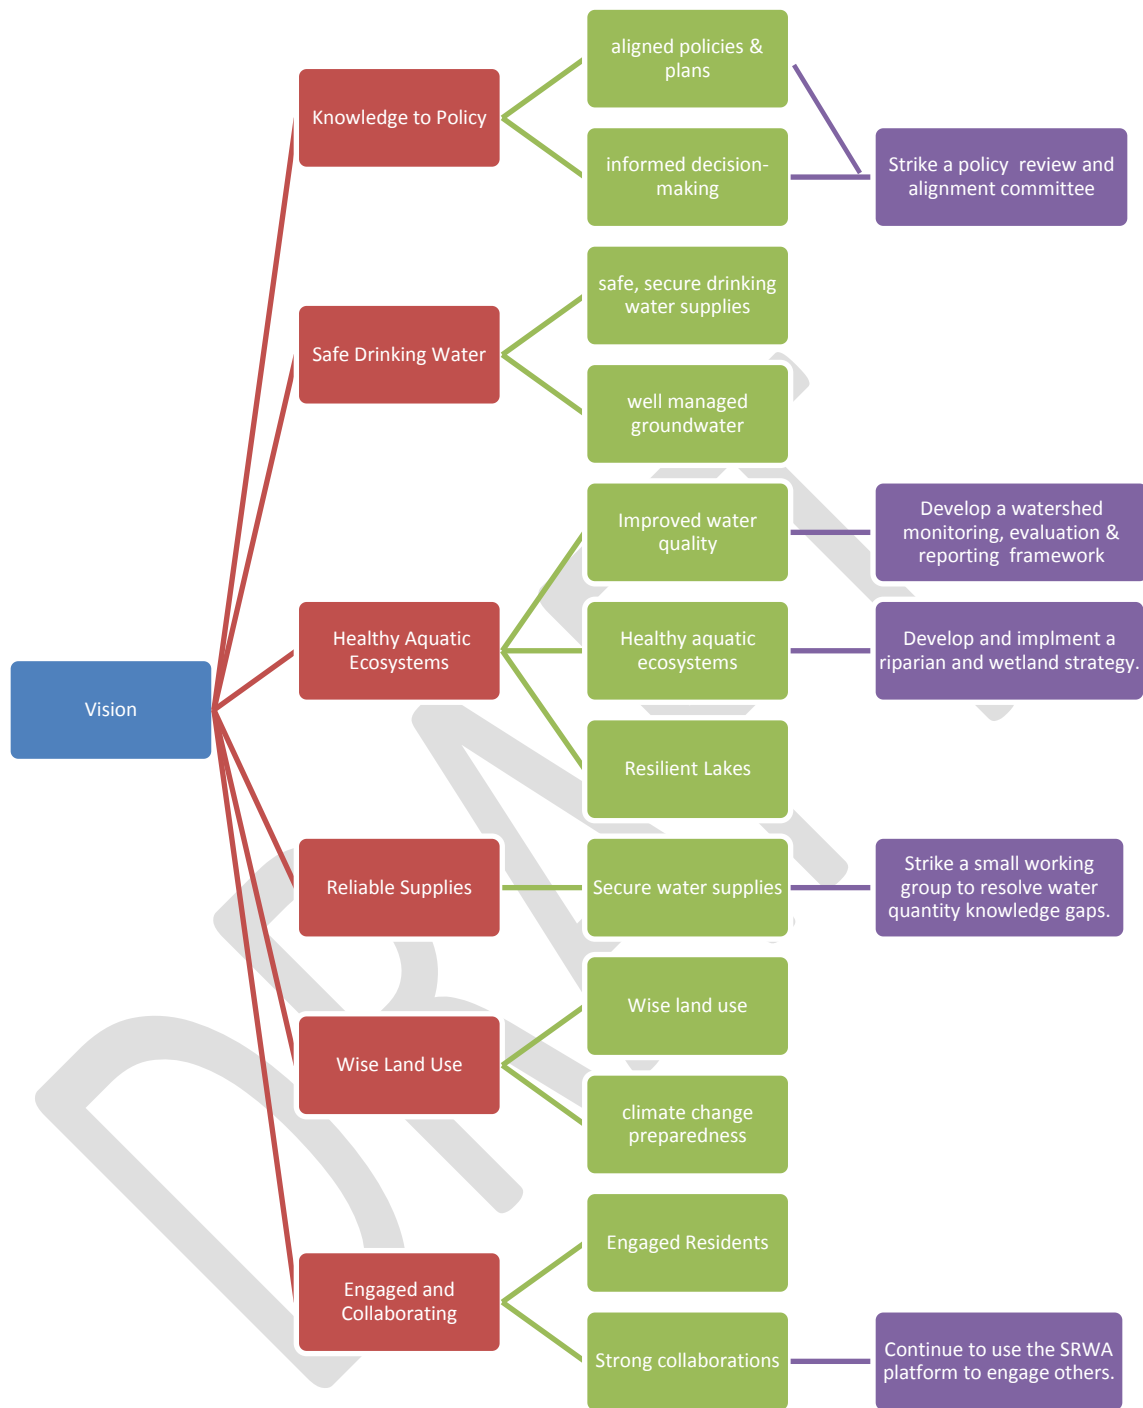 aligned policies &
plans
Knowledge to Policy
informed decision-
making
Strike a policy  review and
alignment committee
safe, secure drinking
water supplies
Safe Drinking Water
well managed
groundwater
Improved water
quality
Develop a watershed
monitoring, evaluation &
reporting  framework
Healthy Aquatic
Ecosystems
Healthy aquatic
ecosystems
Develop and implment a
riparian and wetland strategy.
Vision
Resilient Lakes
Reliable Supplies
Secure water supplies
Strike a small working
group to resolve water
quantity knowledge gaps.
Wise land use
Wise Land Use
climate change
preparedness
Engaged Residents
Engaged and
Collaborating
Strong collaborations
Continue to use the SRWA
platform to engage others.
DRAFT